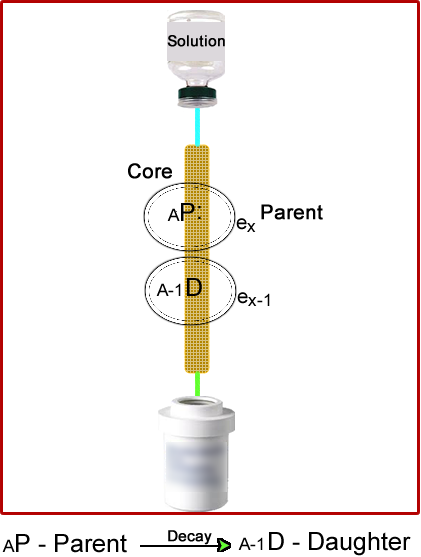 Solution
Core
AP: ex Parent
A-1D ex-1
AP - Parent Decay A-1D - Daughter